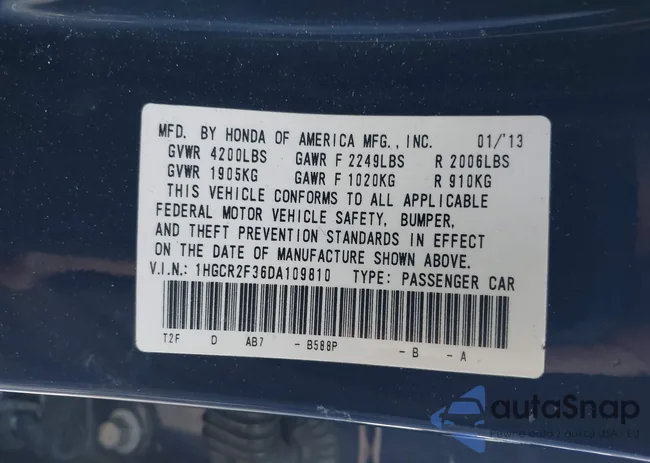 MFD. BY HONDA OF AMERICA MFG., INC. 01/'13
GVWR 4200LBS GAWR F 2249LBS R 2006LBS
GVWR 1905KG GAWR F 1020KG R 910KG
THIS VEHICLE CONFORMS TO ALL APPLICABLE
FEDERAL MOTOR VEHICLE SAFETY, BUMPER,
AND THEFT PREVENTION STANDARDS IN EFFECT
ON THE DATE OF MANUFACTURE SHOWN ABOVE.
V.I.N.: 1HGCR2F36DA109810 TYPE: PASSENGER CAR
T2F D AB7 - B588P - B - A
autoSnap